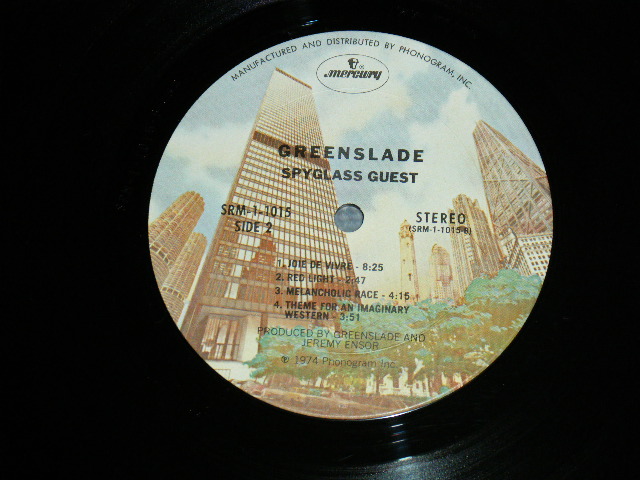 MANUFACTURED AND DISTRIBUTED BY PHONOGRAM, INC.
mercury
GREENSLADE
SPYGLASS GUEST
SRM-1-1015
SIDE 2
STEREO
(SRM-1-1015-B)
1. JOIE DE VIVRE - 8:25
2. RED LIGHT - 2:47
3. MELANCHOLIC RACE - 4:15
4. THEME FOR AN IMAGINARY
WESTERN - 3:51
PRODUCED BY GREENSLADE AND
JEREMY ENSOR
℗ 1974 Phonogram Inc.